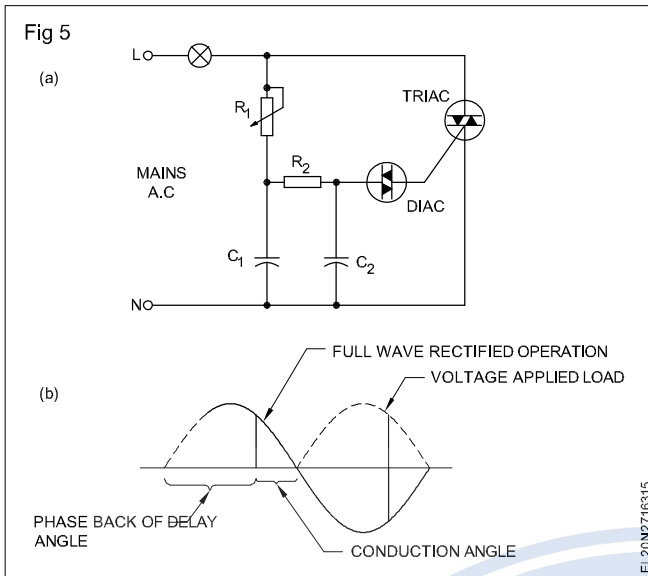 Fig 5
(a)
L
R1
TRIAC
MAINS
A.C
R2
DIAC
C1
C2
N
FULL WAVE RECTIFIED OPERATION
VOLTAGE APPLIED LOAD
(b)
PHASE BACK OF DELAY
ANGLE
CONDUCTION ANGLE
EL20N2716315